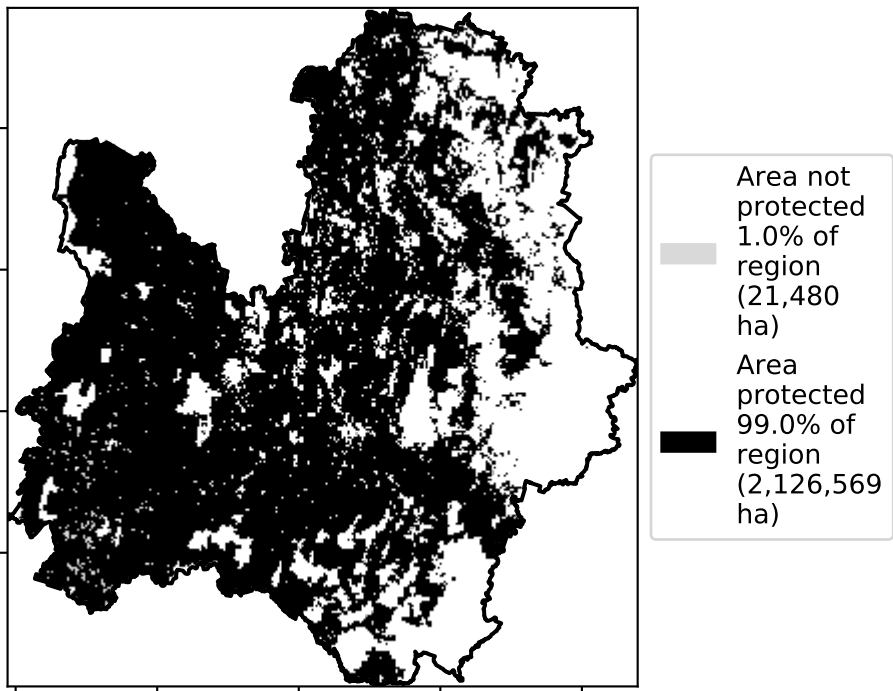 Area not
protected
1.0% of
region
(21,480
ha)
Area
protected
99.0% of
region
(2,126,569
ha)